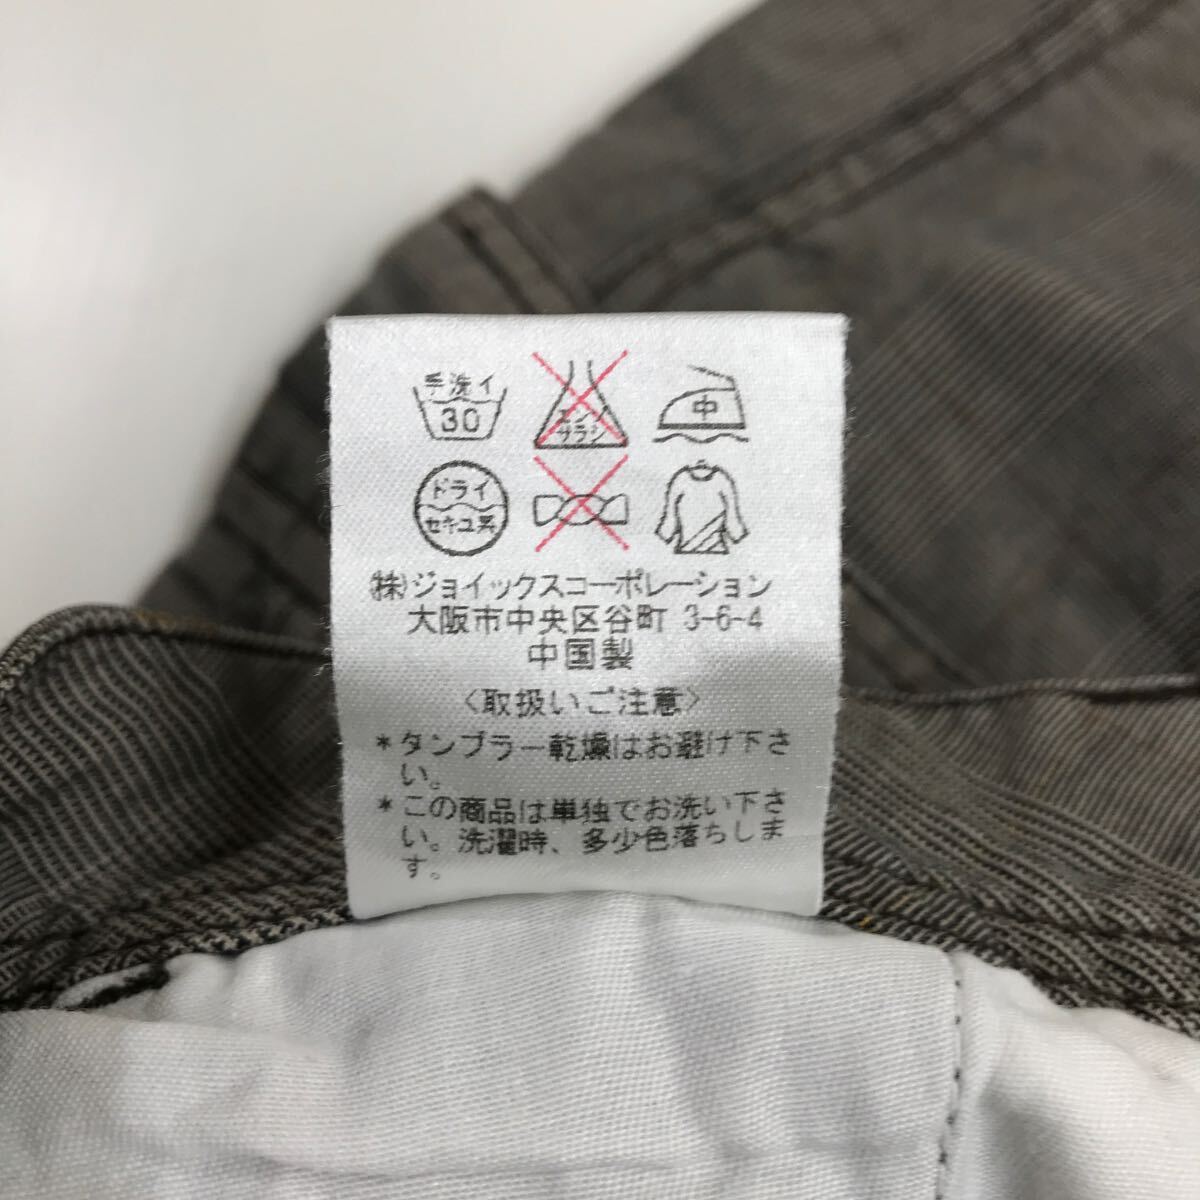 手洗イ
30
エンソ
サラシ
中
ドライ
セキユ系
(株)ジョイックスコーポレーション
大阪市中央区谷町 3-6-4
中国製
〈取扱いご注意〉
*タンブラー乾燥はお避け下さ
い。
*この商品は単独でお洗い下さ
い。洗濯時、多少色落ちしま
す。